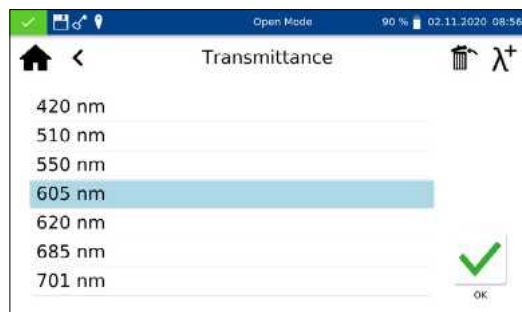 Open Mode 90 % 02.11.2020 08:56
< Transmittance λ+
420 nm
510 nm
550 nm
605 nm
620 nm
685 nm
701 nm
OK